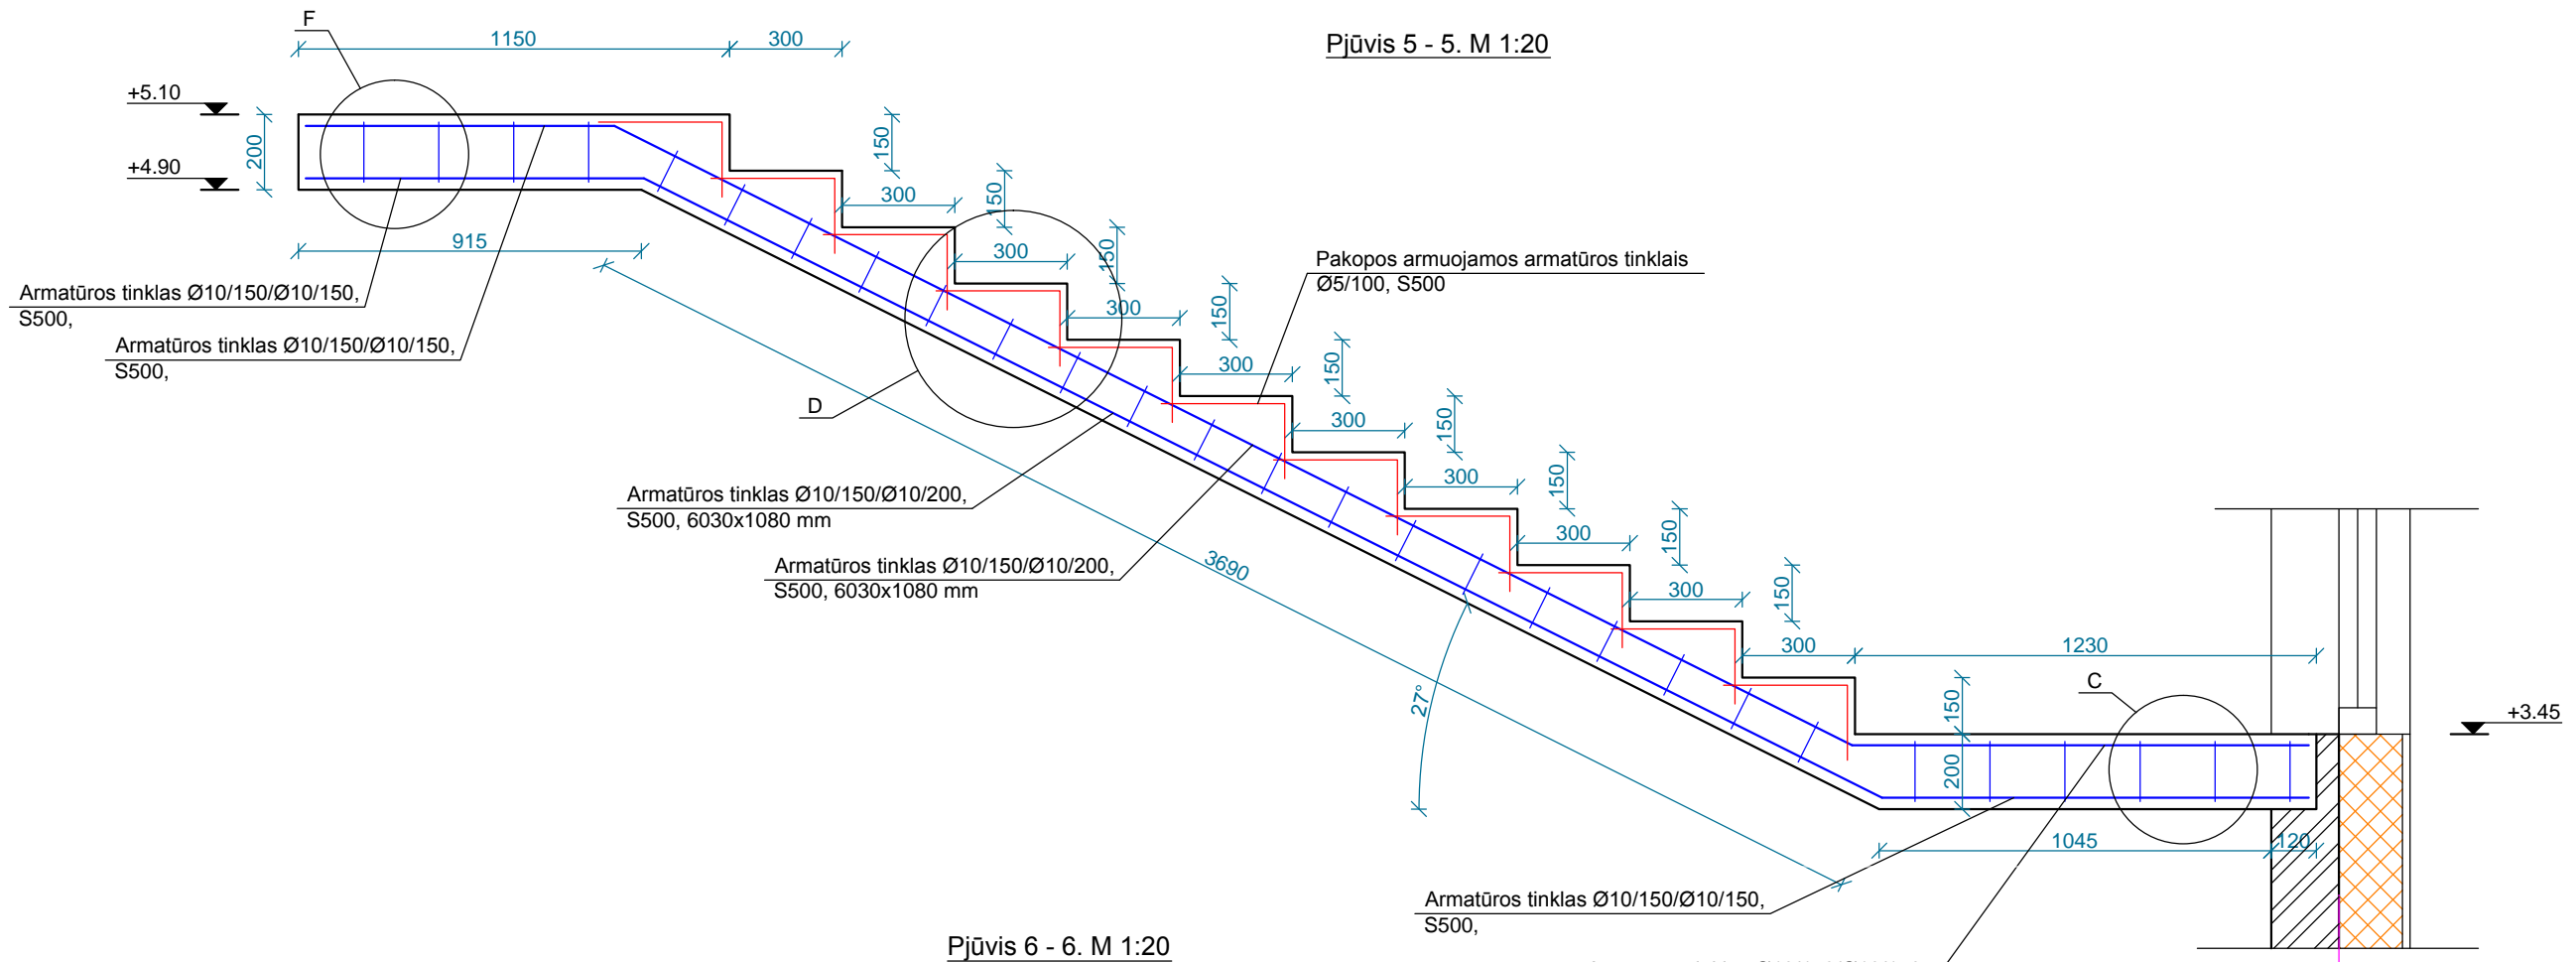 F
1150
300
Pjūvis 5 - 5. M 1:20
+5.10
200
+4.90
150
300
150
915
300
150
Pakopos armuojamos armatūros tinklais
Ø5/100, S500
Armatūros tinklas Ø10/150/Ø10/150,
S500,
300
150
Armatūros tinklas Ø10/150/Ø10/150,
S500,
300
150
D
300
150
Armatūros tinklas Ø10/150/Ø10/200,
S500, 6030x1080 mm
300
150
Armatūros tinklas Ø10/150/Ø10/200,
S500, 6030x1080 mm
3690
300
150
300
150
27°
300
1230
C
150
+3.45
200
1045
120
Armatūros tinklas Ø10/150/Ø10/150,
S500,
Pjūvis 6 - 6. M 1:20